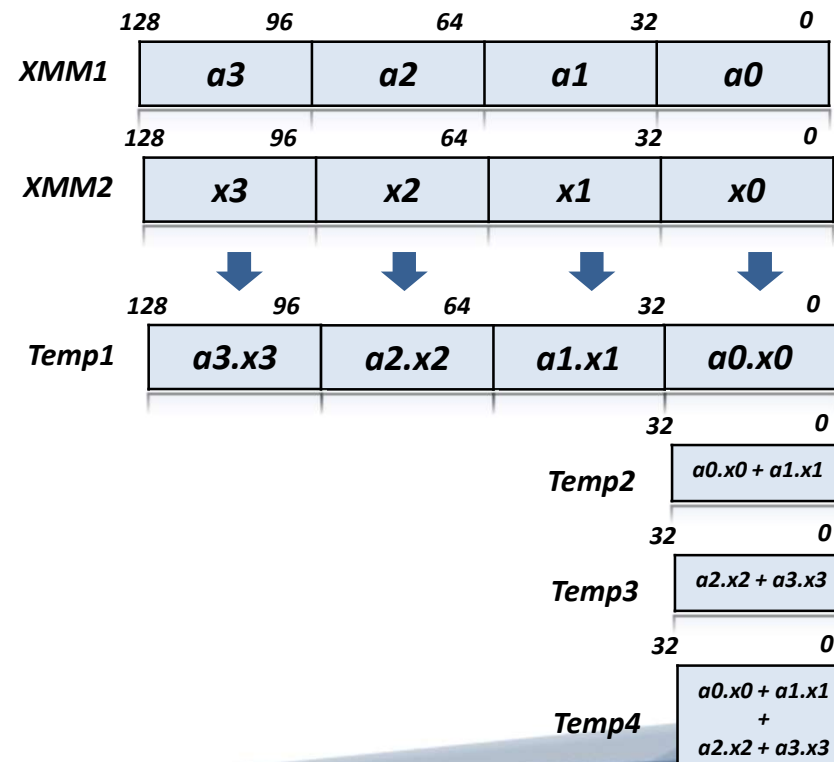 128 96 64 32 0
XMM1 a3 a2 a1 a0
128 96 64 32 0
XMM2 x3 x2 x1 x0
128 96 64 32 0
Temp1 a3.x3 a2.x2 a1.x1 a0.x0
32 0
Temp2 a0.x0 + a1.x1
32 0
Temp3 a2.x2 + a3.x3
32 0
a0.x0 + a1.x1
Temp4 +
a2.x2 + a3.x3